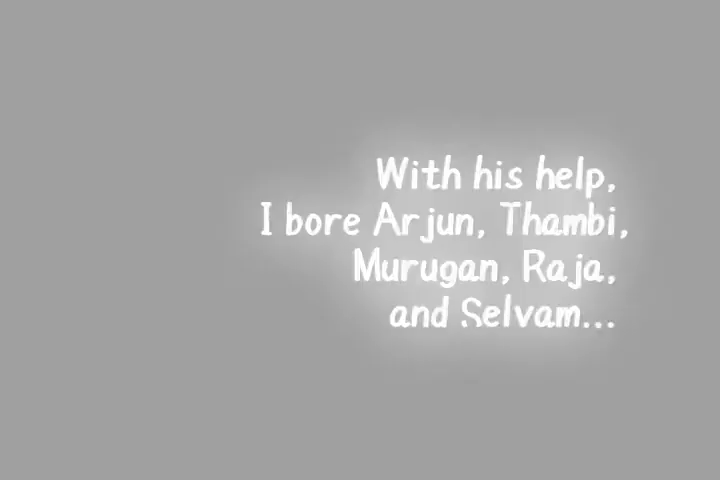 With his help,
I bore Arjun, Thambi,
Murugan, Raja,
and Selvam...